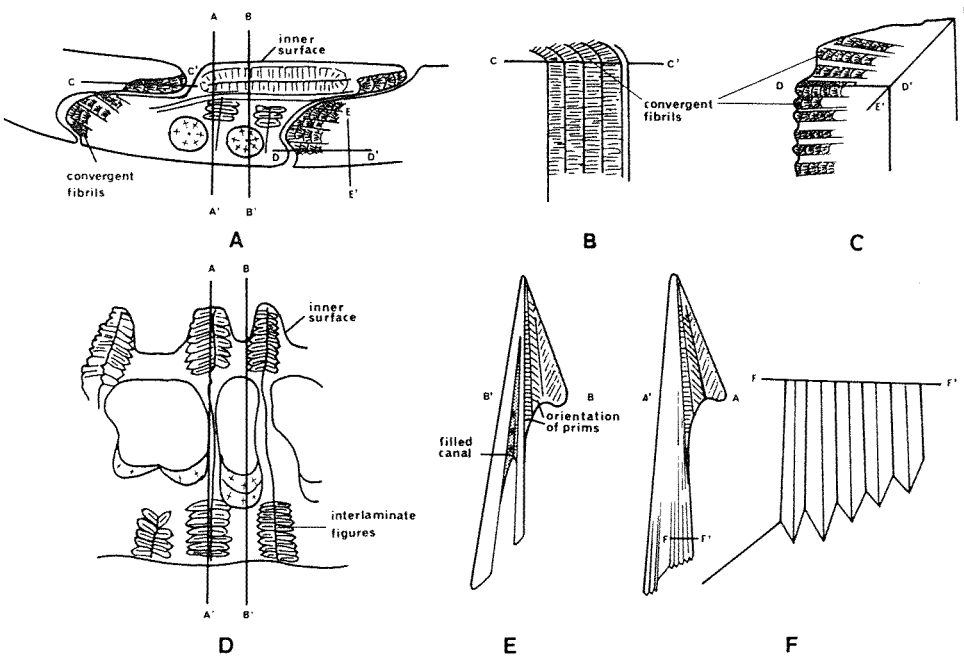 A B
inner
surface
C C'
E
D D'
convergent
fibrils
E'
A' B'
A
C C'
convergent
fibrils
B
D D'
E'
C
A B
inner
surface
interlaminate
figures
A' B'
D
B' B
orientation
of prims
filled
canal
E
A' A
F F'
F F'
F